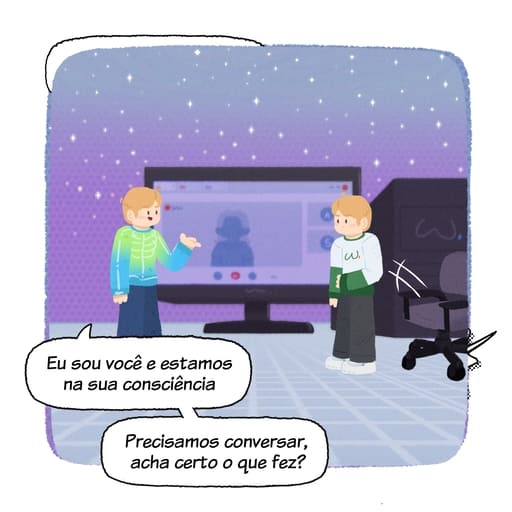 Eu sou você e estamos
na sua consciência
Precisamos conversar,
acha certo o que fez?